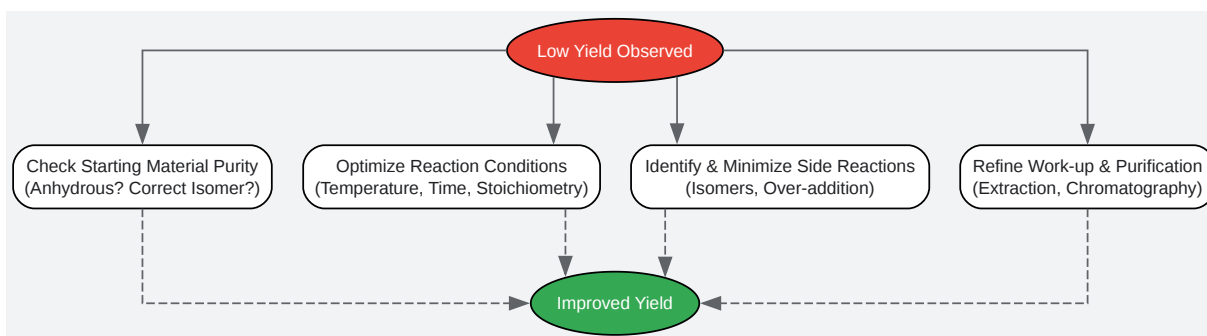 Low Yield Observed
Check Starting Material Purity
(Anhydrous? Correct Isomer?)
Optimize Reaction Conditions
(Temperature, Time, Stoichiometry)
Identify & Minimize Side Reactions
(Isomers, Over-addition)
Refine Work-up & Purification
(Extraction, Chromatography)
Improved Yield